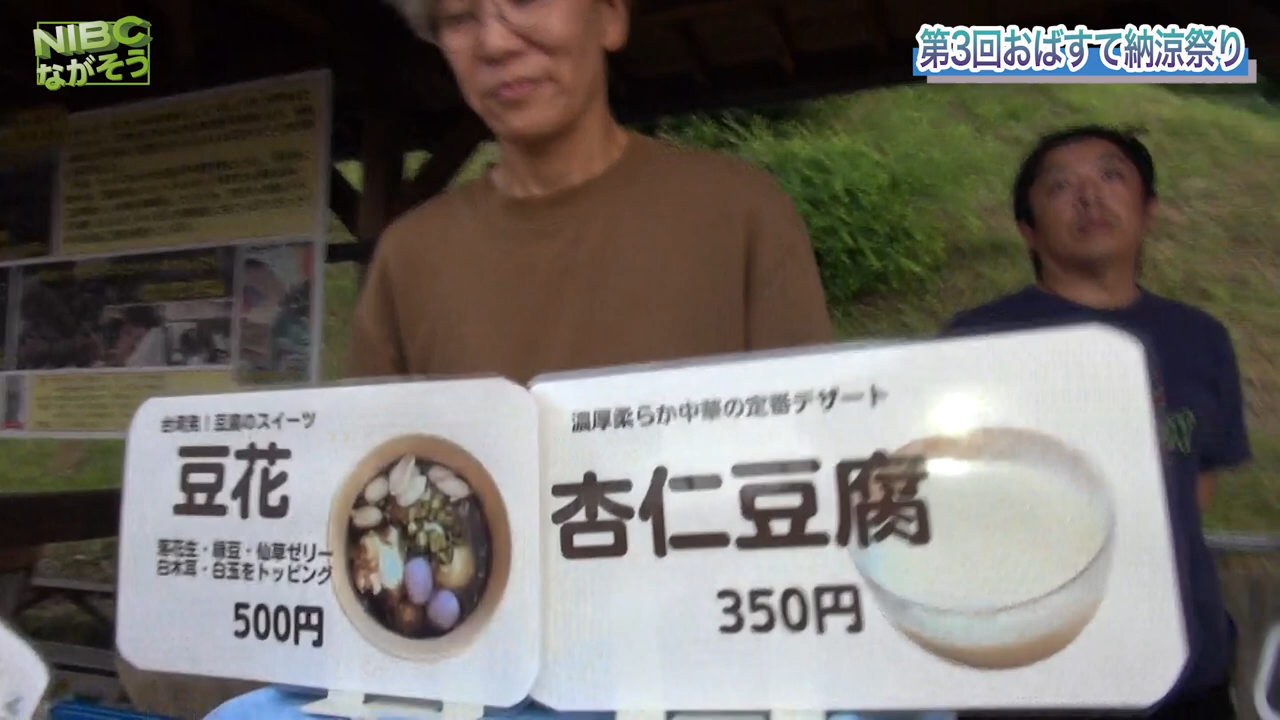 NIBC
ながそう
第3回おばすて納涼祭り
台湾発!豆腐のスイーツ
豆花
落花生・緑豆・仙草ゼリー
白木耳・白玉をトッピング
500円
濃厚柔らか中華の定番デザート
杏仁豆腐
350円